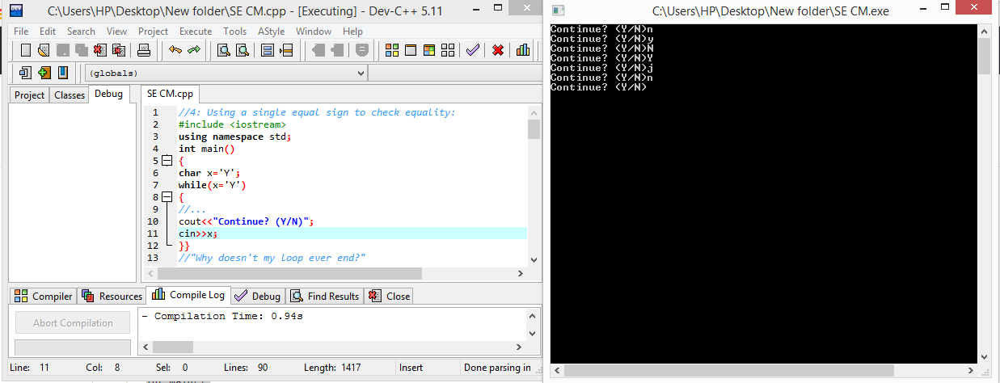 C:\Users\HP\Desktop\New folder\SE CM.cpp - [Executing] - Dev-C++ 5.11
File Edit Search View Project Execute Tools AStyle Window Help
(globals)
Project Classes Debug
SE CM.cpp
1 //4: Using a single equal sign to check equality:
2 #include <iostream>
3 using namespace std;
4 int main()
5 {
6 char x='Y';
7 while(x='Y')
8 {
9 //...
10 cout<<"Continue? (Y/N)";
11 cin>>x;
12 }}
13 //"Why doesn't my loop ever end?"
Compiler Resources Compile Log Debug Find Results Close
Abort Compilation
- Compilation Time: 0.94s
Line: 11 Col: 8 Sel: 0 Lines: 90 Length: 1417 Insert Done parsing in
C:\Users\HP\Desktop\New folder\SE CM.exe
Continue? (Y/N)n
Continue? (Y/N)y
Continue? (Y/N)N
Continue? (Y/N)Y
Continue? (Y/N)j
Continue? (Y/N)n
Continue? (Y/N)